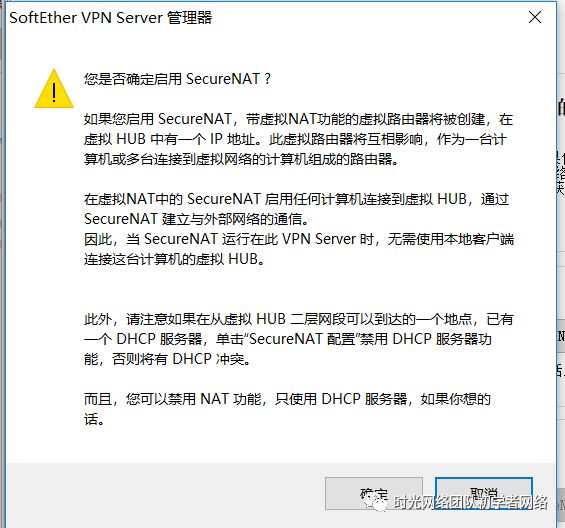 SoftEther VPN Server 管理器
您是否确定启用 SecureNAT ?
如果您启用 SecureNAT，带虚拟NAT功能的虚拟路由器将被创建，在
虚拟 HUB 中有一个 IP 地址。此虚拟路由器将互相影响，作为一台计
算机或多台连接到虚拟网络的计算机组成的路由器。
在虚拟NAT中的 SecureNAT 启用任何计算机连接到虚拟 HUB，通过
SecureNAT 建立与外部网络的通信。
因此，当 SecureNAT 运行在此 VPN Server 时，无需使用本地客户端
连接这台计算机的虚拟 HUB。
此外，请注意如果在从虚拟 HUB 二层网段可以到达的一个地点，已有
一个 DHCP 服务器，单击“SecureNAT 配置”禁用 DHCP 服务器功
能，否则将有 DHCP 冲突。
而且，您可以禁用 NAT 功能，只使用 DHCP 服务器，如果你想的
话。
确定
取消
时光网络团队初学者网络